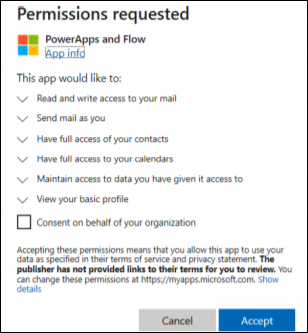 Permissions requested
PowerApps and Flow
App info
This app would like to:
Read and write access to your mail
Send mail as you
Have full access of your contacts
Have full access to your calendars
Maintain access to data you have given it access to
View your basic profile
Consent on behalf of your organization
Accepting these permissions means that you allow this app to use your
data as specified in their terms of service and privacy statement. The
publisher has not provided links to their terms for you to review. You
can change these permissions at https://myapps.microsoft.com. Show
details
Cancel Accept